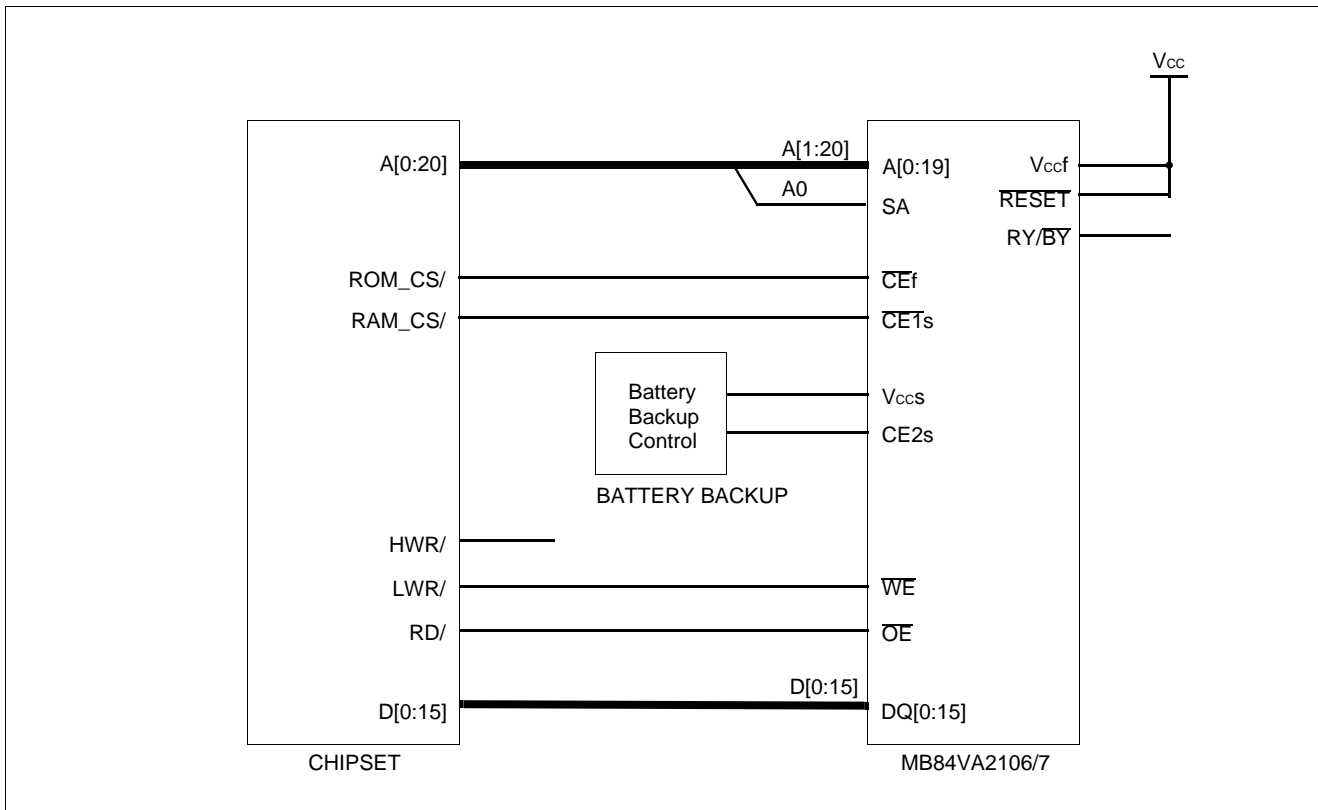 Vcc
A[0:20]
A[1:20]
A[0:19]
Vccf
A0
SA
RESET
RY/BY
ROM_CS/
CEf
RAM_CS/
CE1s
Battery
Backup
Control
Vccs
CE2s
BATTERY BACKUP
HWR/
LWR/
WE
RD/
OE
D[0:15]
D[0:15]
DQ[0:15]
CHIPSET
MB84VA2106/7